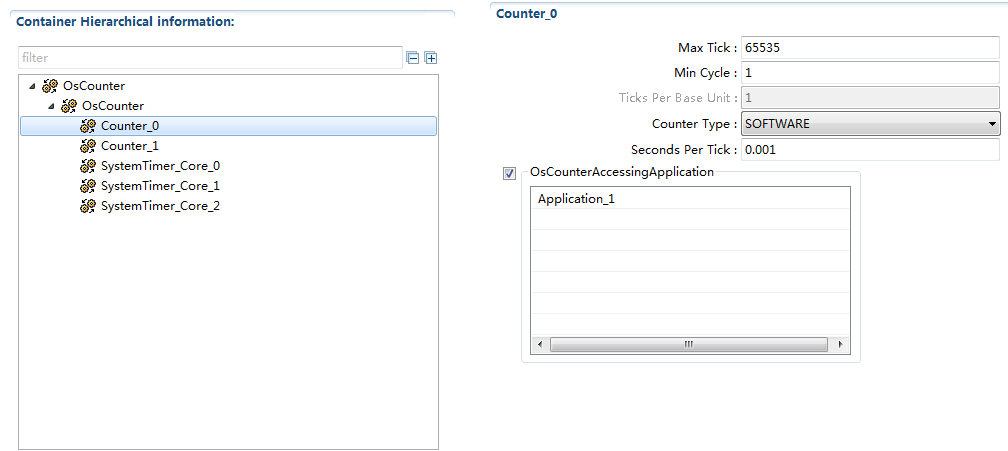 Container Hierarchical information:
filter
OsCounter
OsCounter
Counter_0
Counter_1
SystemTimer_Core_0
SystemTimer_Core_1
SystemTimer_Core_2
Counter_0
Max Tick : 65535
Min Cycle : 1
Ticks Per Base Unit : 1
Counter Type : SOFTWARE
Seconds Per Tick : 0.001
OsCounterAccessingApplication
Application_1